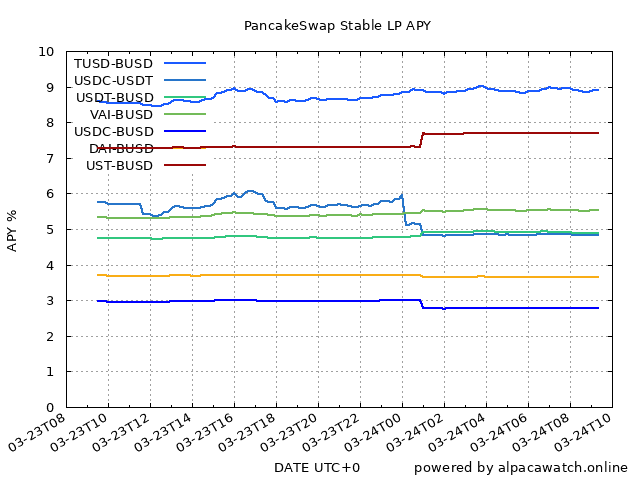 PancakeSwap Stable LP APY
10
9
8
7
6
5
4
3
2
1
0
APY %
TUSD-BUSD
USDC-USDT
USDT-BUSD
VAI-BUSD
USDC-BUSD
DAI-BUSD
UST-BUSD
03-23T08
03-23T10
03-23T12
03-23T14
03-23T16
03-23T18
03-23T20
03-23T22
03-24T00
03-24T02
03-24T04
03-24T06
03-24T08
03-24T10
DATE UTC+0
powered by alpacawatch.online